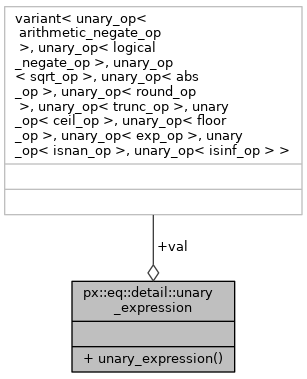 variant< unary_op<
arithmetic_negate_op
>, unary_op< logical
_negate_op >, unary_op
< sqrt_op >, unary_op< abs
_op >, unary_op< round_op
>, unary_op< trunc_op >, unary
_op< ceil_op >, unary_op< floor
_op >, unary_op< exp_op >, unary
_op< isnan_op >, unary_op< isinf_op > >
+val
px::eq::detail::unary
_expression
+ unary_expression()